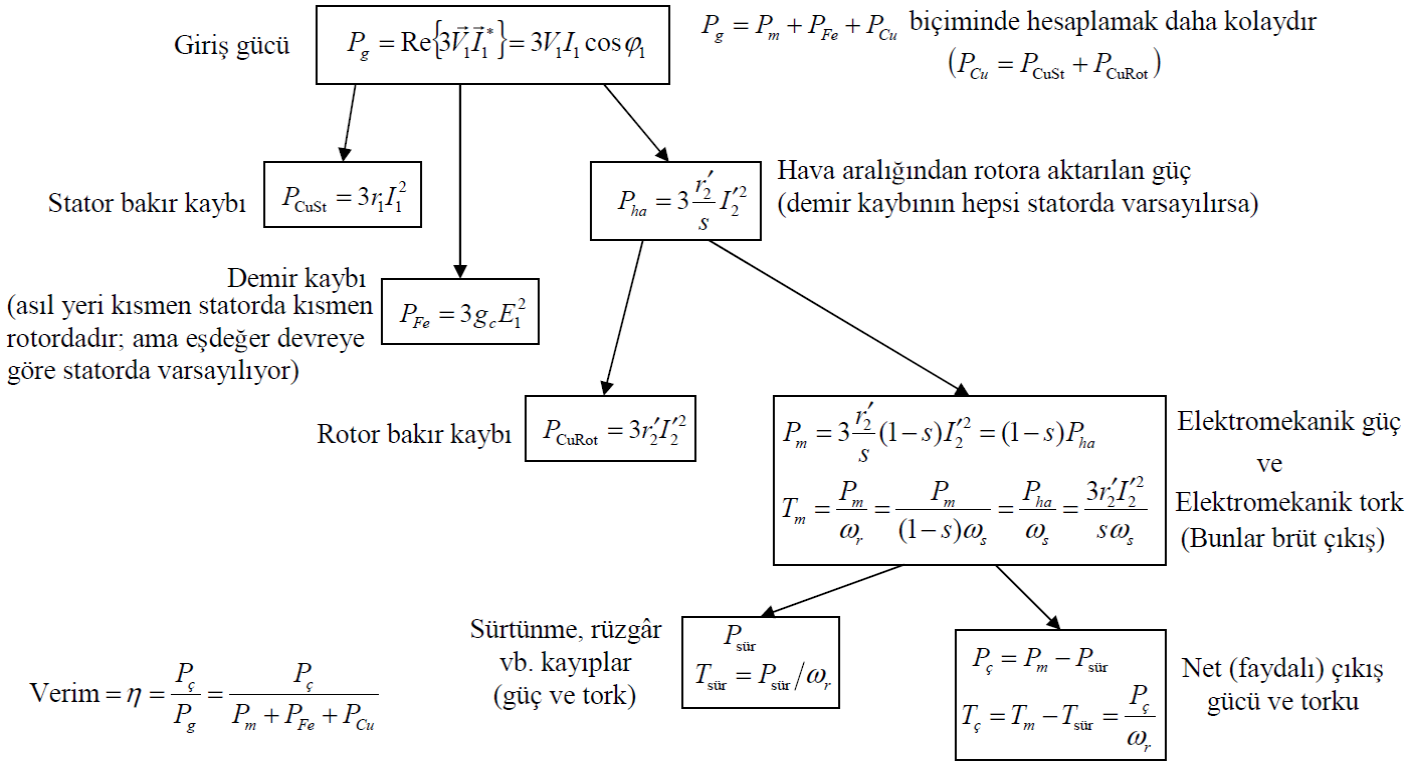 Giriş gücü
P_g = Re{3V⃗₁I⃗₁*} = 3V₁I₁ cos φ₁
P_g = P_m + P_Fe + P_Cu biçiminde hesaplamak daha kolaydır
(P_Cu = P_CuSt + P_CuRot)
Stator bakır kaybı
P_CuSt = 3r₁I₁²
P_ha = 3 (r₂′/s) I₂′²
Hava aralığından rotora aktarılan güç
(demir kaybının hepsi statorda varsayılırsa)
Demir kaybı
(asıl yeri kısmen statorda kısmen
rotordadır; ama eşdeğer devreye
göre statorda varsayılıyor)
P_Fe = 3g_c E₁²
Rotor bakır kaybı
P_CuRot = 3r₂′I₂′²
P_m = 3 (r₂′/s) (1−s)I₂′² = (1−s)P_ha
T_m = P_m/ω_r = P_m/((1−s)ω_s) = P_ha/ω_s = 3r₂′I₂′²/(sω_s)
Elektromekanik güç
ve
Elektromekanik tork
(Bunlar brüt çıkış)
Sürtünme, rüzgâr
vb. kayıplar
(güç ve tork)
P_sür
T_sür = P_sür/ω_r
P_ç = P_m − P_sür
T_ç = T_m − T_sür = P_ç/ω_r
Net (faydalı) çıkış
gücü ve torku
Verim = η = P_ç/P_g = P_ç/(P_m + P_Fe + P_Cu)